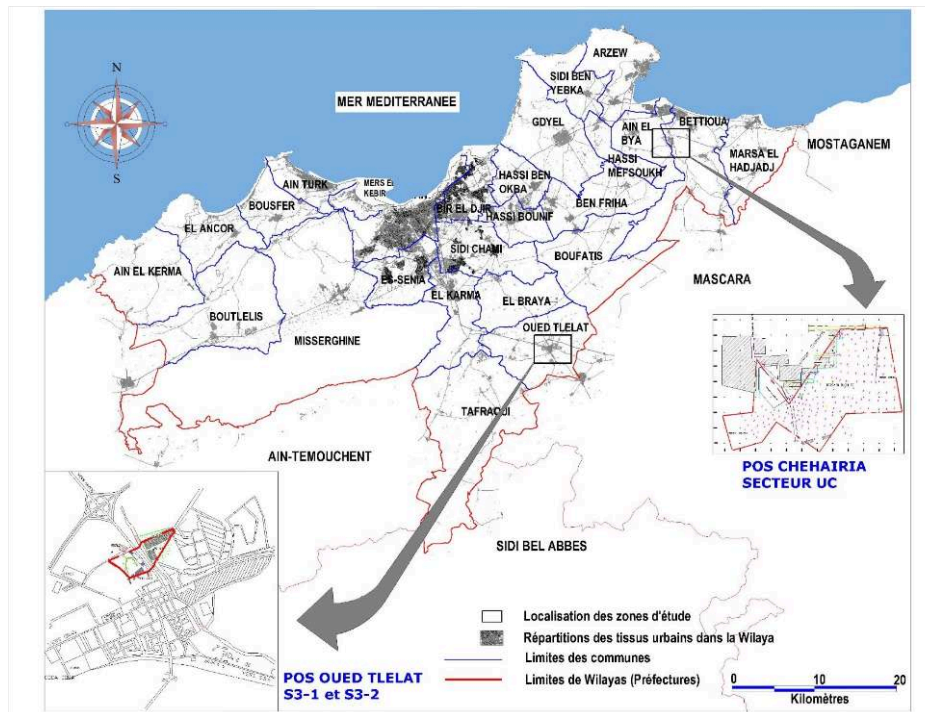 ARZEW
N
SIDI BEN
YEBKA
MER MEDITERRANEE
GDYEL
AIN EL
BYA
BETTIOUA
MOSTAGANEM
MARSA EL
HADJADJ
S
HASSI
MEFSOUKH
HASSI BEN
OKBA
AIN TURK
MERS EL
KEBIR
BOUSFER
BIR EL DJIR
HASSI BOUNIF
BEN FRIHA
EL ANCOR
SIDI CHAMI
BOUFATIS
AIN EL KERMA
ES-SENIA
MASCARA
EL KARMA
EL BRAYA
BOUTLELIS
MISSERGHINE
OUED TLELAT
TAFRAOUI
AIN-TEMOUCHENT
POS CHEHAIRIA
SECTEUR UC
SIDI BEL ABBES
Localisation des zones d'étude
Répartitions des tissus urbains dans la Wilaya
Limites des communes
Limites de Wilayas (Préfectures)
POS OUED TLELAT
S3-1 et S3-2
0 10 20
Kilomètres